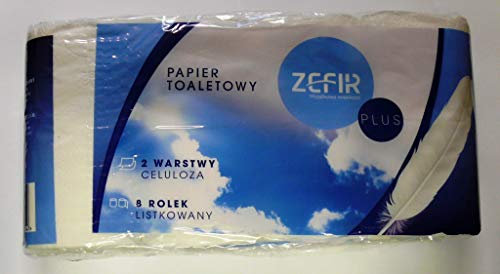 PAPIER
TOALETOWY
ZEFIR
PLUS
2 WARSTWY
CELULOZA
8 ROLEK
LISTKOWANY